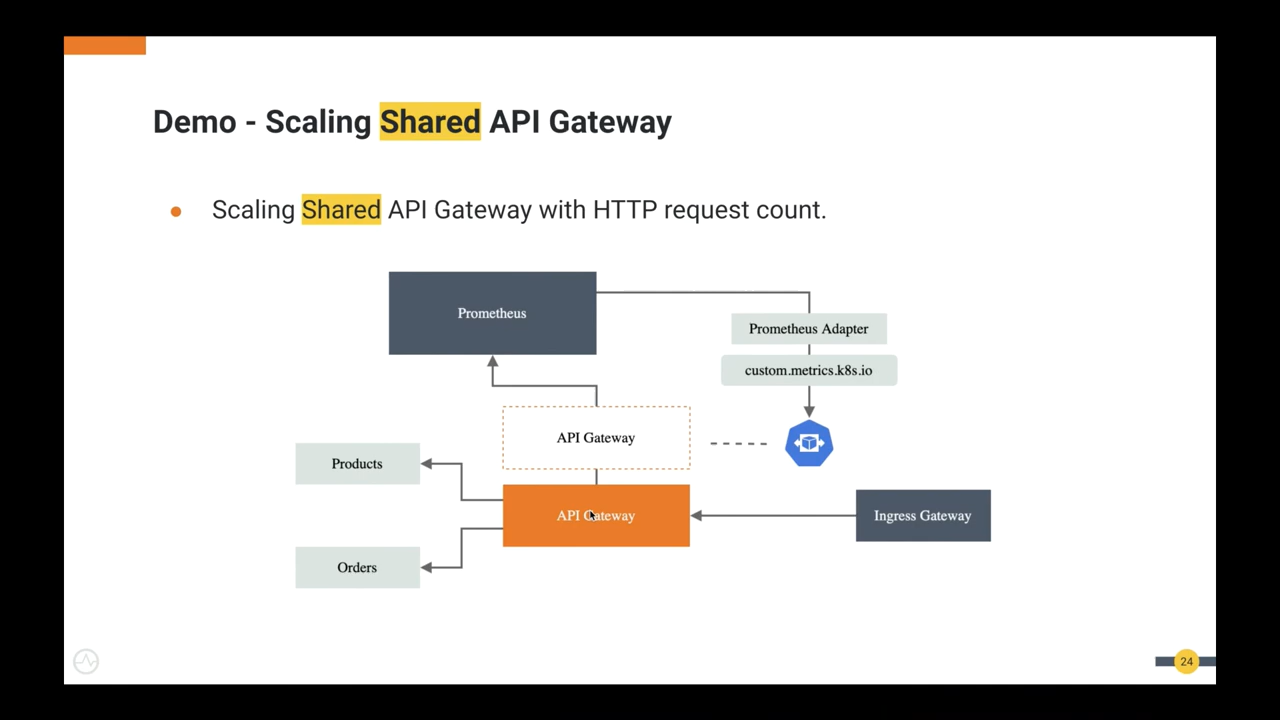 Demo - Scaling Shared API Gateway
Scaling Shared API Gateway with HTTP request count.
Prometheus
Prometheus Adapter
custom.metrics.k8s.io
API Gateway
Products
API Gateway
Ingress Gateway
Orders
24